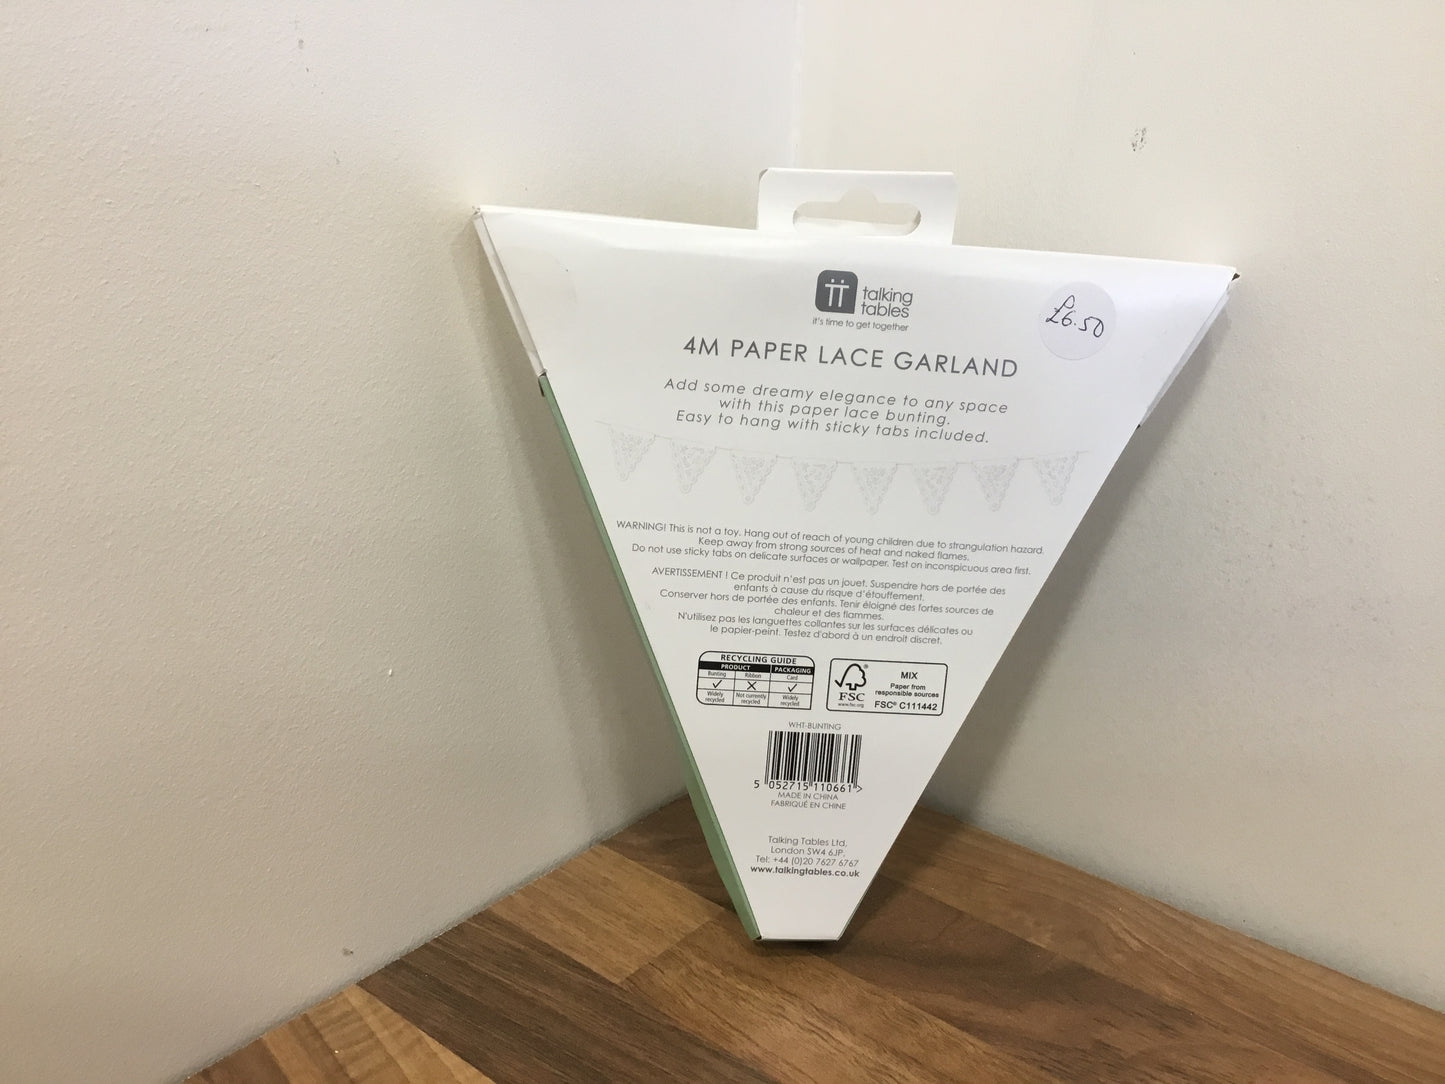 talking
tables
it's time to get together
£6.50
4M PAPER LACE GARLAND
Add some dreamy elegance to any space
with this paper lace bunting.
Easy to hang with sticky tabs included.
WARNING! This is not a toy. Hang out of reach of young children due to strangulation hazard.
Keep away from strong sources of heat and naked flames.
Do not use sticky tabs on delicate surfaces or wallpaper. Test on inconspicuous area first.
AVERTISSEMENT ! Ce produit n'est pas un jouet. Suspendre hors de portée des
enfants à cause du risque d'étouffement.
Conserver hors de portée des enfants. Tenir éloigné des fortes sources de
chaleur et des flammes.
N'utilisez pas les languettes collantes sur les surfaces délicates ou
le papier-peint. Testez d'abord à un endroit discret.
RECYCLING GUIDE
PRODUCT PACKAGING
Bunting Ribbon Card
Widely recycled Not currently recycled Widely recycled
FSC
www.fsc.org
MIX
Paper from
responsible sources
FSC® C111442
WHT-BUNTING
5 052715 110661 >
MADE IN CHINA
FABRIQUÉ EN CHINE
Talking Tables Ltd,
London SW4 6JP.
Tel: +44 (0)20 7627 6767
www.talkingtables.co.uk